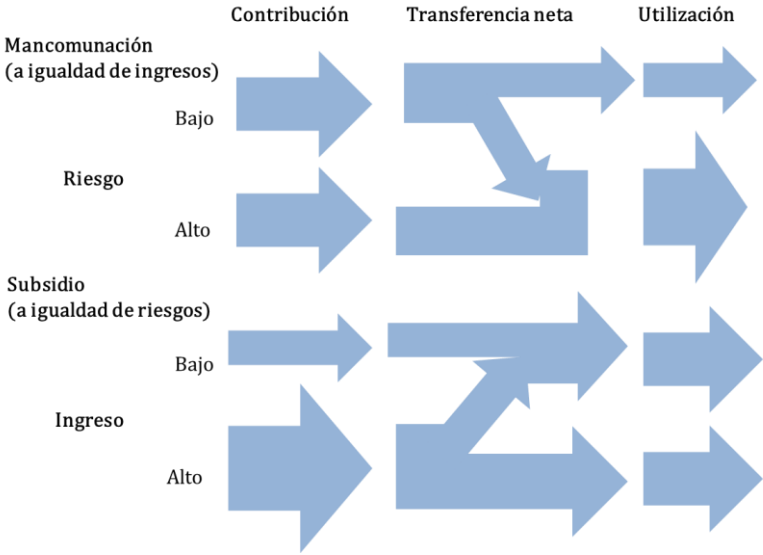 Contribución Transferencia neta Utilización
Mancomunación
(a igualdad de ingresos)
Bajo
Riesgo
Alto
Subsidio
(a igualdad de riesgos)
Bajo
Ingreso
Alto